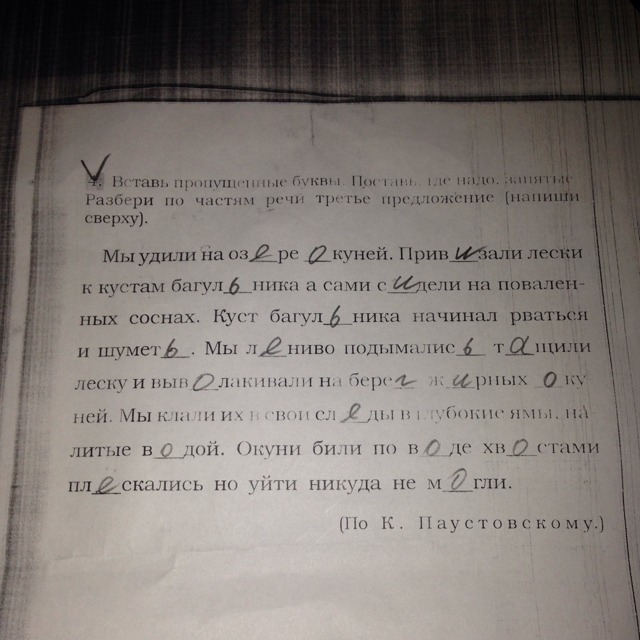 4. Вставь пропущенные буквы. Поставь, где надо, запятые
Разбери по частям речи третье предложение (напиши
сверху).
Мы удили на озере окуней. Привизали лески
к кустам багульника а сами сидели на повален-
ных соснах. Куст багульника начинал рваться
и шуметь. Мы лениво подымались тащили
леску и выволакивали на берег жирных оку
ней. Мы клали их в свои следы в глубокие ямы, на
литые водой. Окуни били по воде хвостами
плескались но уйти никуда не могли.
(По К. Паустовскому.)